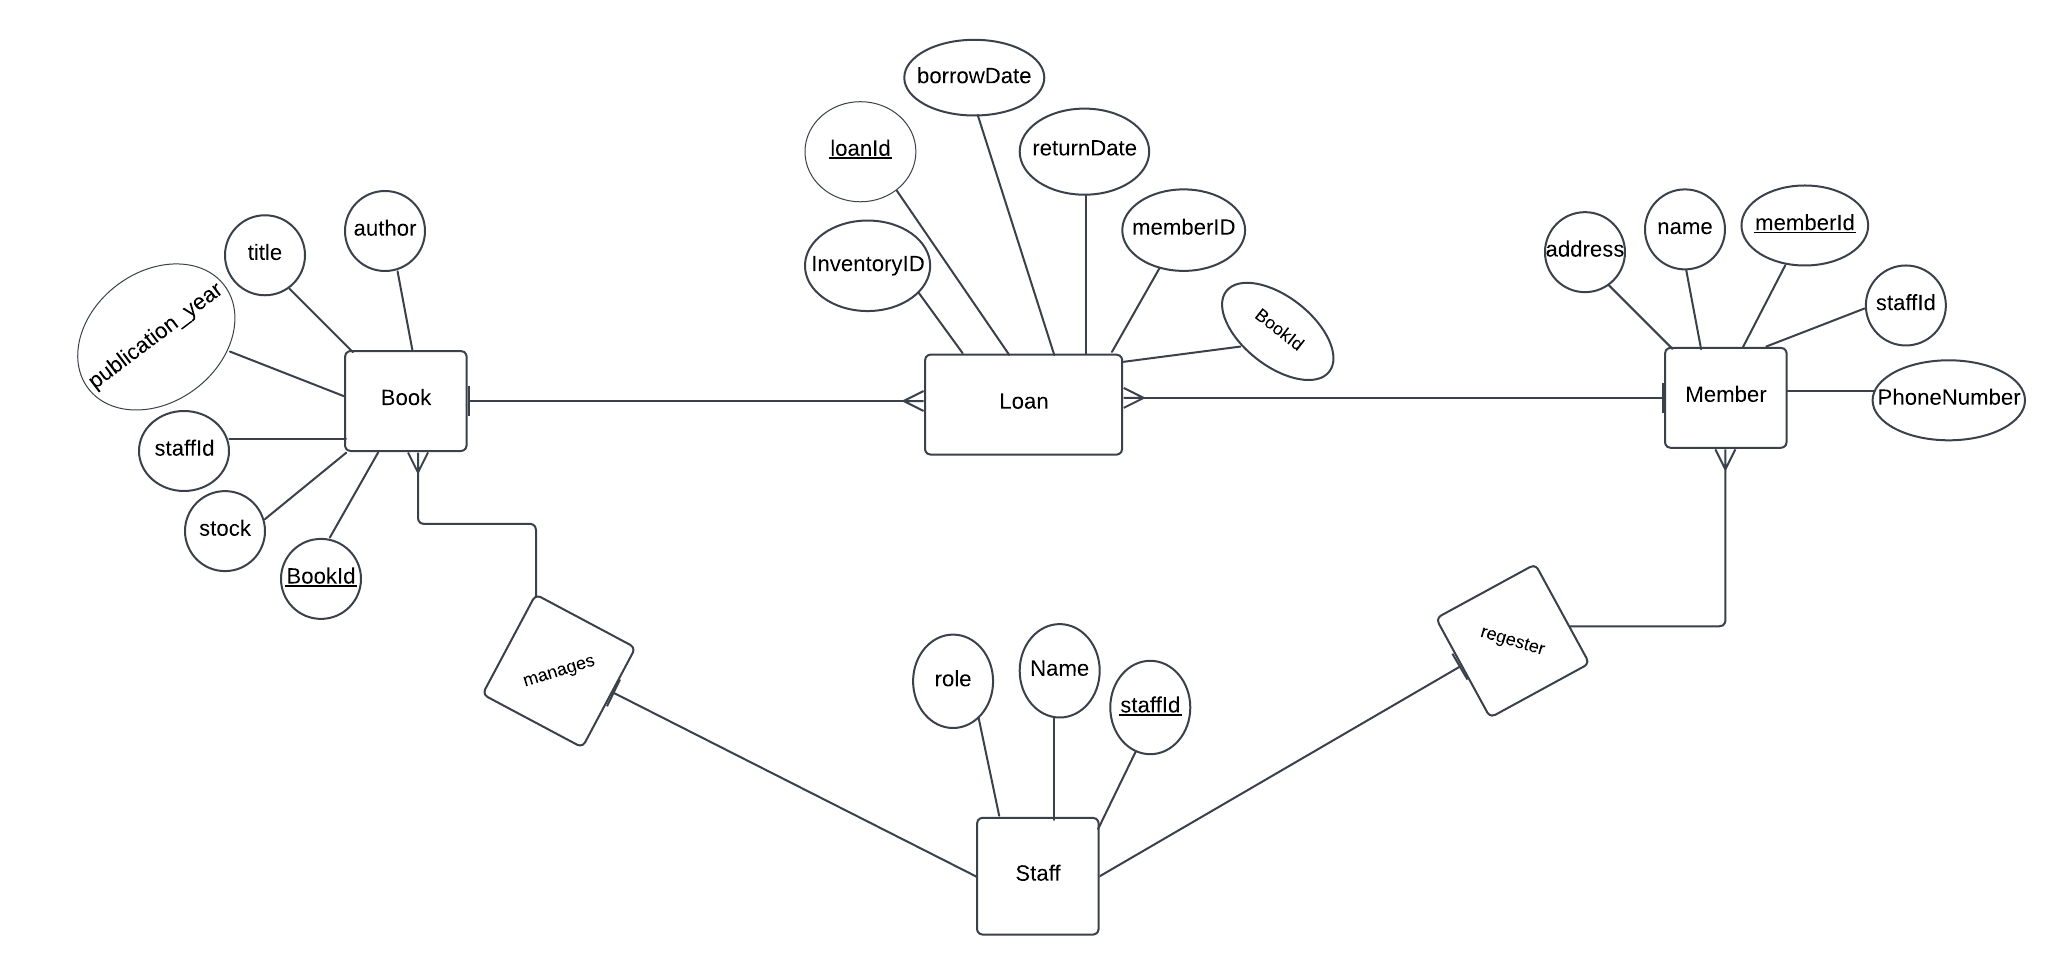 borrowDate
loanId
returnDate
InventoryID
memberID
BookId
Loan
author
title
publication_year
staffId
stock
BookId
Book
address
name
memberId
staffId
PhoneNumber
Member
manages
regester
role
Name
staffId
Staff